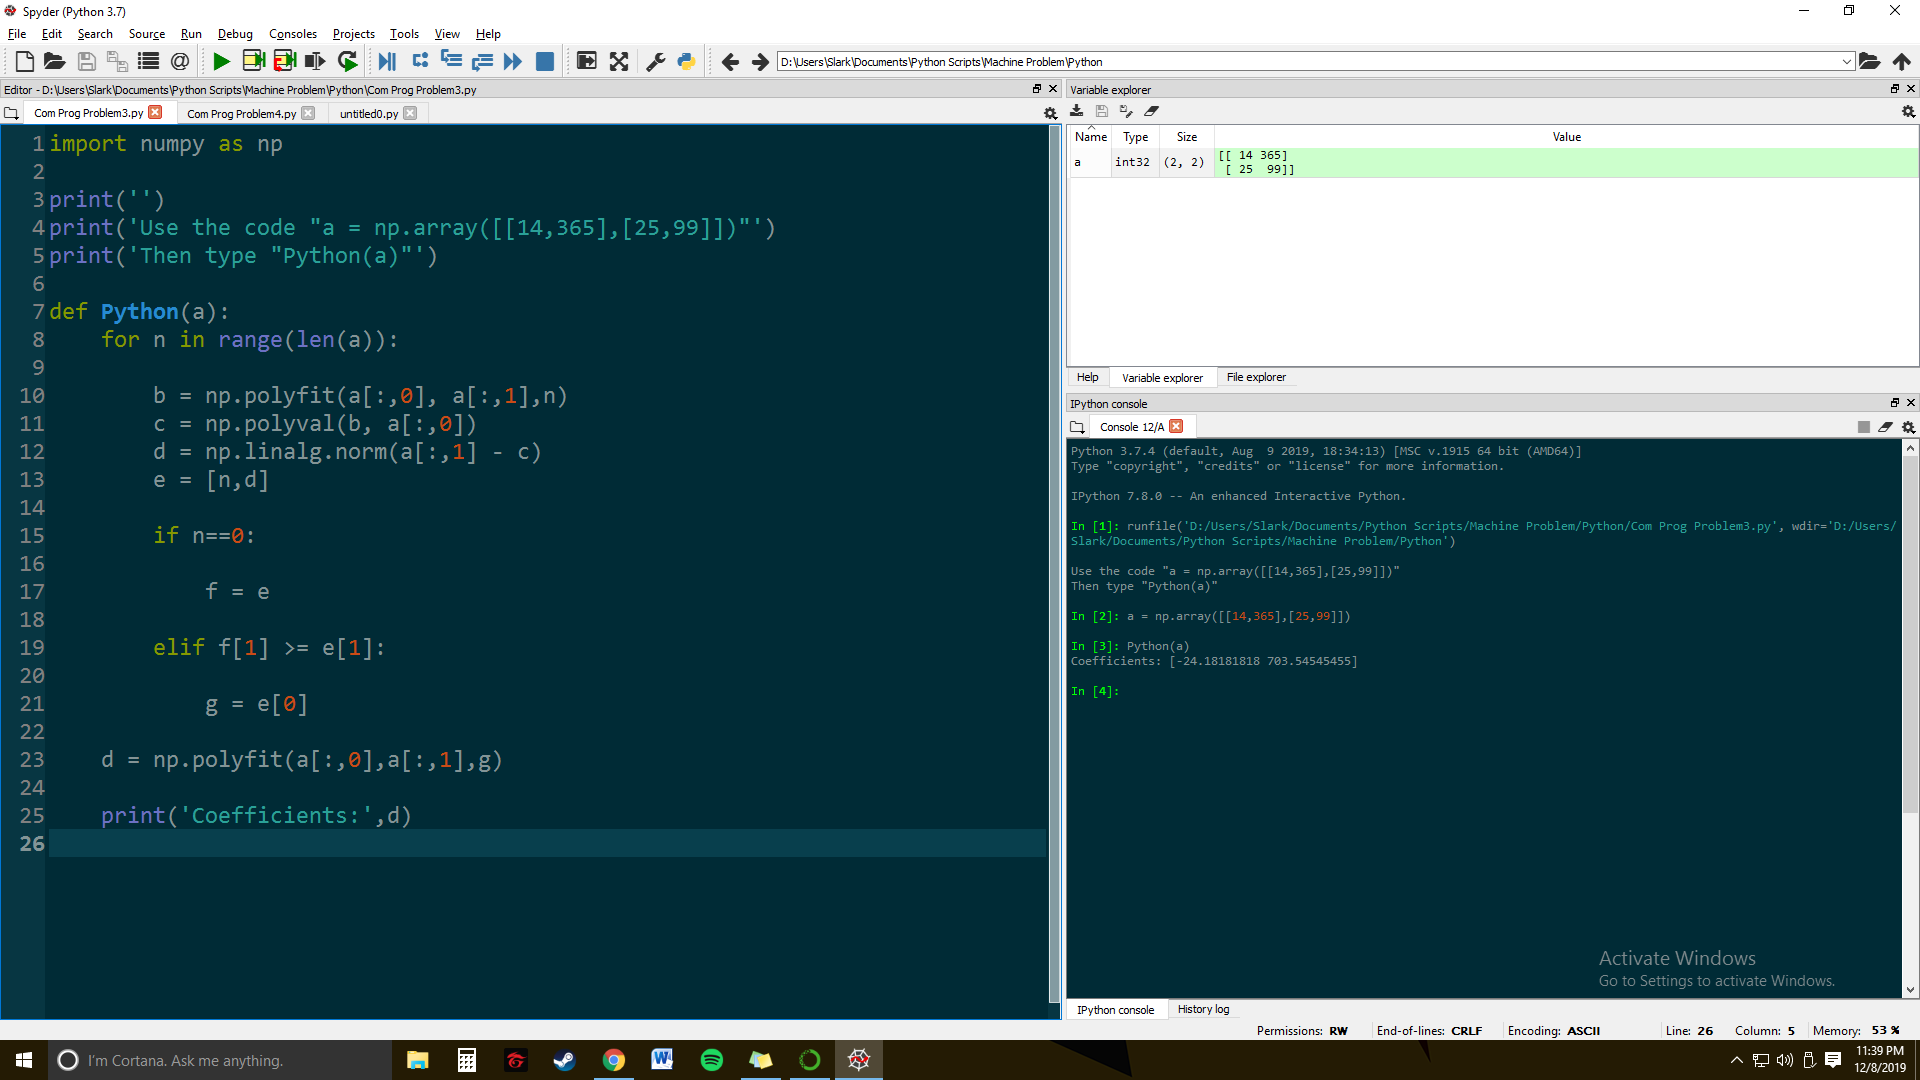 Spyder (Python 3.7)
File Edit Search Source Run Debug Consoles Projects Tools View Help
D:\Users\Slark\Documents\Python Scripts\Machine Problem\Python
Editor - D:\Users\Slark\Documents\Python Scripts\Machine Problem\Python\Com Prog Problem3.py
Com Prog Problem3.py Com Prog Problem4.py untitled0.py
1 import numpy as np
2
3 print('')
4 print('Use the code "a = np.array([[14,365],[25,99]])"')
5 print('Then type "Python(a)"')
6
7 def Python(a):
8     for n in range(len(a)):
9
10         b = np.polyfit(a[:,0], a[:,1],n)
11         c = np.polyval(b, a[:,0])
12         d = np.linalg.norm(a[:,1] - c)
13         e = [n,d]
14
15         if n==0:
16
17             f = e
18
19         elif f[1] >= e[1]:
20
21             g = e[0]
22
23     d = np.polyfit(a[:,0],a[:,1],g)
24
25     print('Coefficients:',d)
26
Variable explorer
Name Type Size Value
a int32 (2, 2) [[ 14 365]
[ 25  99]]
Help Variable explorer File explorer
IPython console
Console 12/A
Python 3.7.4 (default, Aug  9 2019, 18:34:13) [MSC v.1915 64 bit (AMD64)]
Type "copyright", "credits" or "license" for more information.
IPython 7.8.0 -- An enhanced Interactive Python.
In [1]: runfile('D:/Users/Slark/Documents/Python Scripts/Machine Problem/Python/Com Prog Problem3.py', wdir='D:/Users/
Slark/Documents/Python Scripts/Machine Problem/Python')
Use the code "a = np.array([[14,365],[25,99]])"
Then type "Python(a)"
In [2]: a = np.array([[14,365],[25,99]])
In [3]: Python(a)
Coefficients: [-24.18181818 703.54545455]
In [4]:
Activate Windows
Go to Settings to activate Windows.
IPython console History log
Permissions: RW End-of-lines: CRLF Encoding: ASCII Line: 26 Column: 5 Memory: 53 %
I'm Cortana. Ask me anything.
11:39 PM
12/8/2019